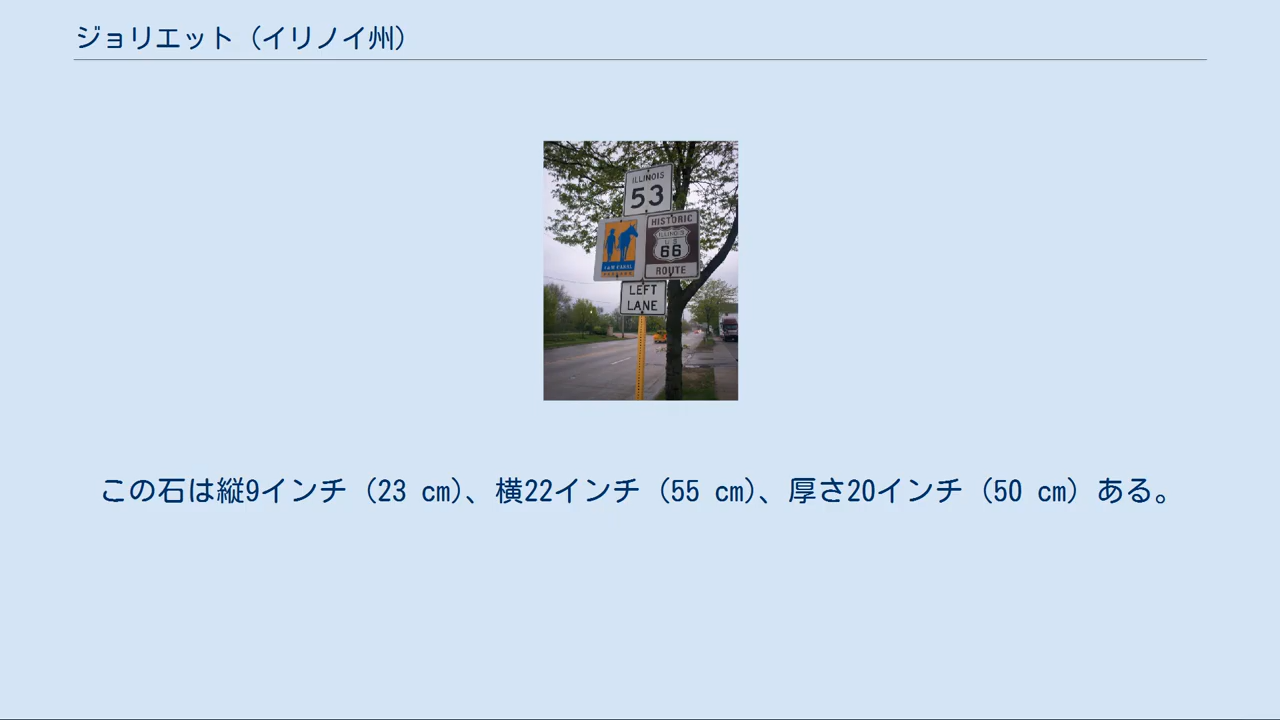 ジョリエット（イリノイ州）
ILLINOIS
53
HISTORIC
ILLINOIS
US
66
ROUTE
I&M CANAL
LEFT
LANE
この石は縦9インチ（23 cm）、横22インチ（55 cm）、厚さ20インチ（50 cm）ある。